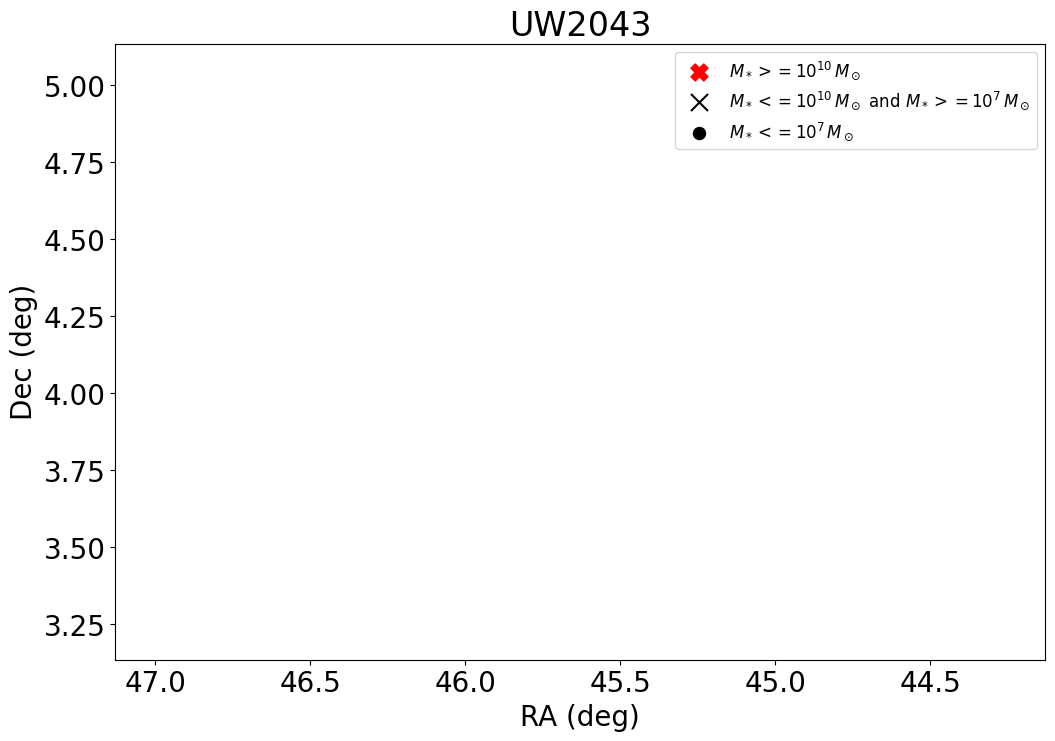 UW2043
M* >= 10^10 M⊙
M* <= 10^10 M⊙ and M* >= 10^7 M⊙
M* <= 10^7 M⊙
5.00
4.75
4.50
4.25
4.00
3.75
3.50
3.25
Dec (deg)
47.0 46.5 46.0 45.5 45.0 44.5
RA (deg)